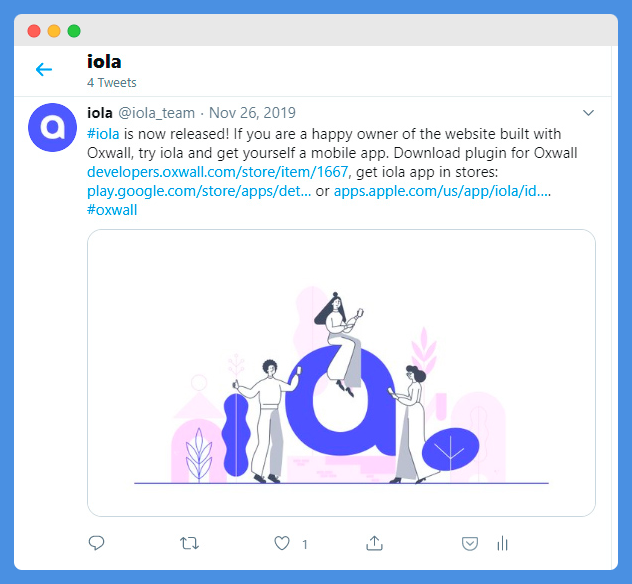 iola
4 Tweets
iola @iola_team · Nov 26, 2019
#iola is now released! If you are a happy owner of the website built with
Oxwall, try iola and get yourself a mobile app. Download plugin for Oxwall
developers.oxwall.com/store/item/1667, get iola app in stores:
play.google.com/store/apps/det... or apps.apple.com/us/app/iola/id....
#oxwall
a
a
1